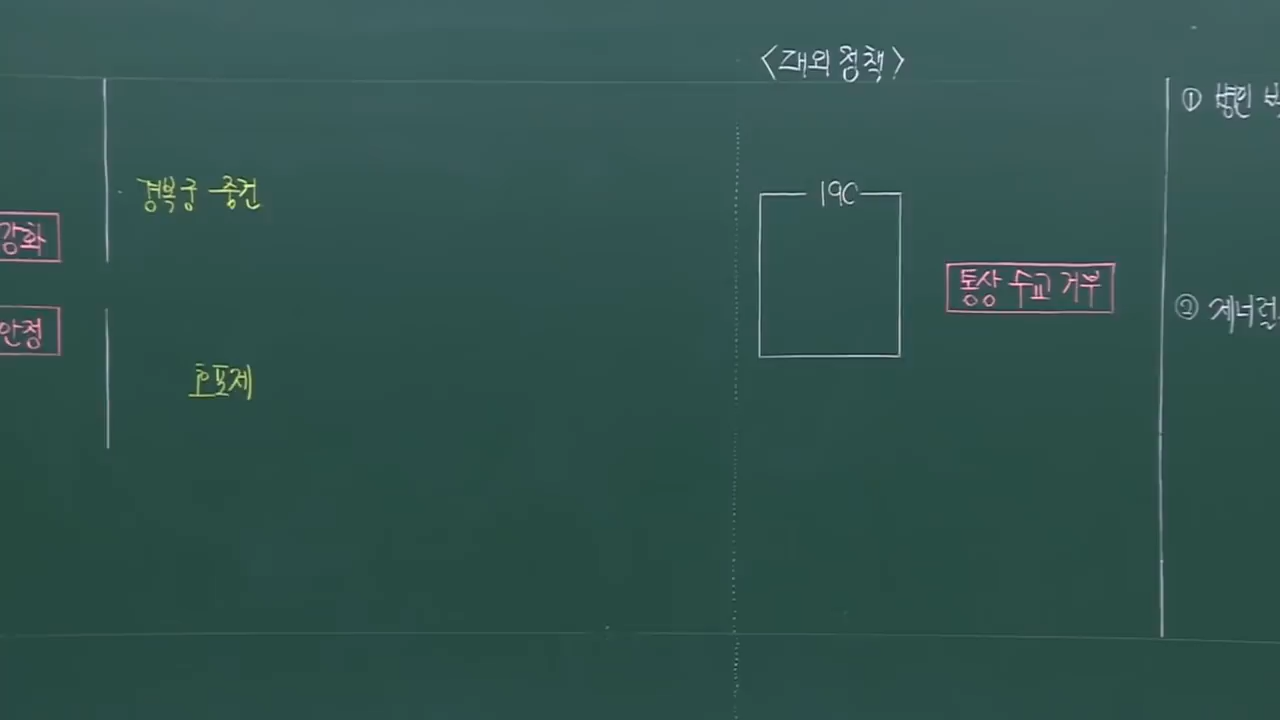 <대외정책>
경복궁 중건
강화
안정
호포제
19C
통상 수교 거부
① 병인
② 제너럴